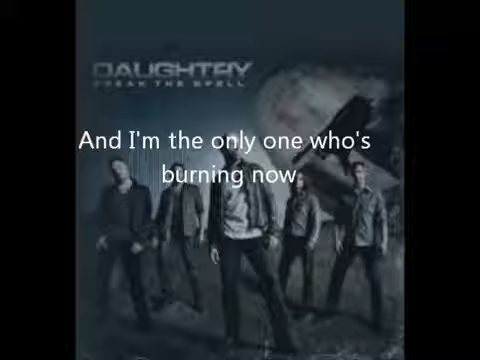 DAUGHTRY
BREAK THE SPELL
And I'm the only one who's
burning now